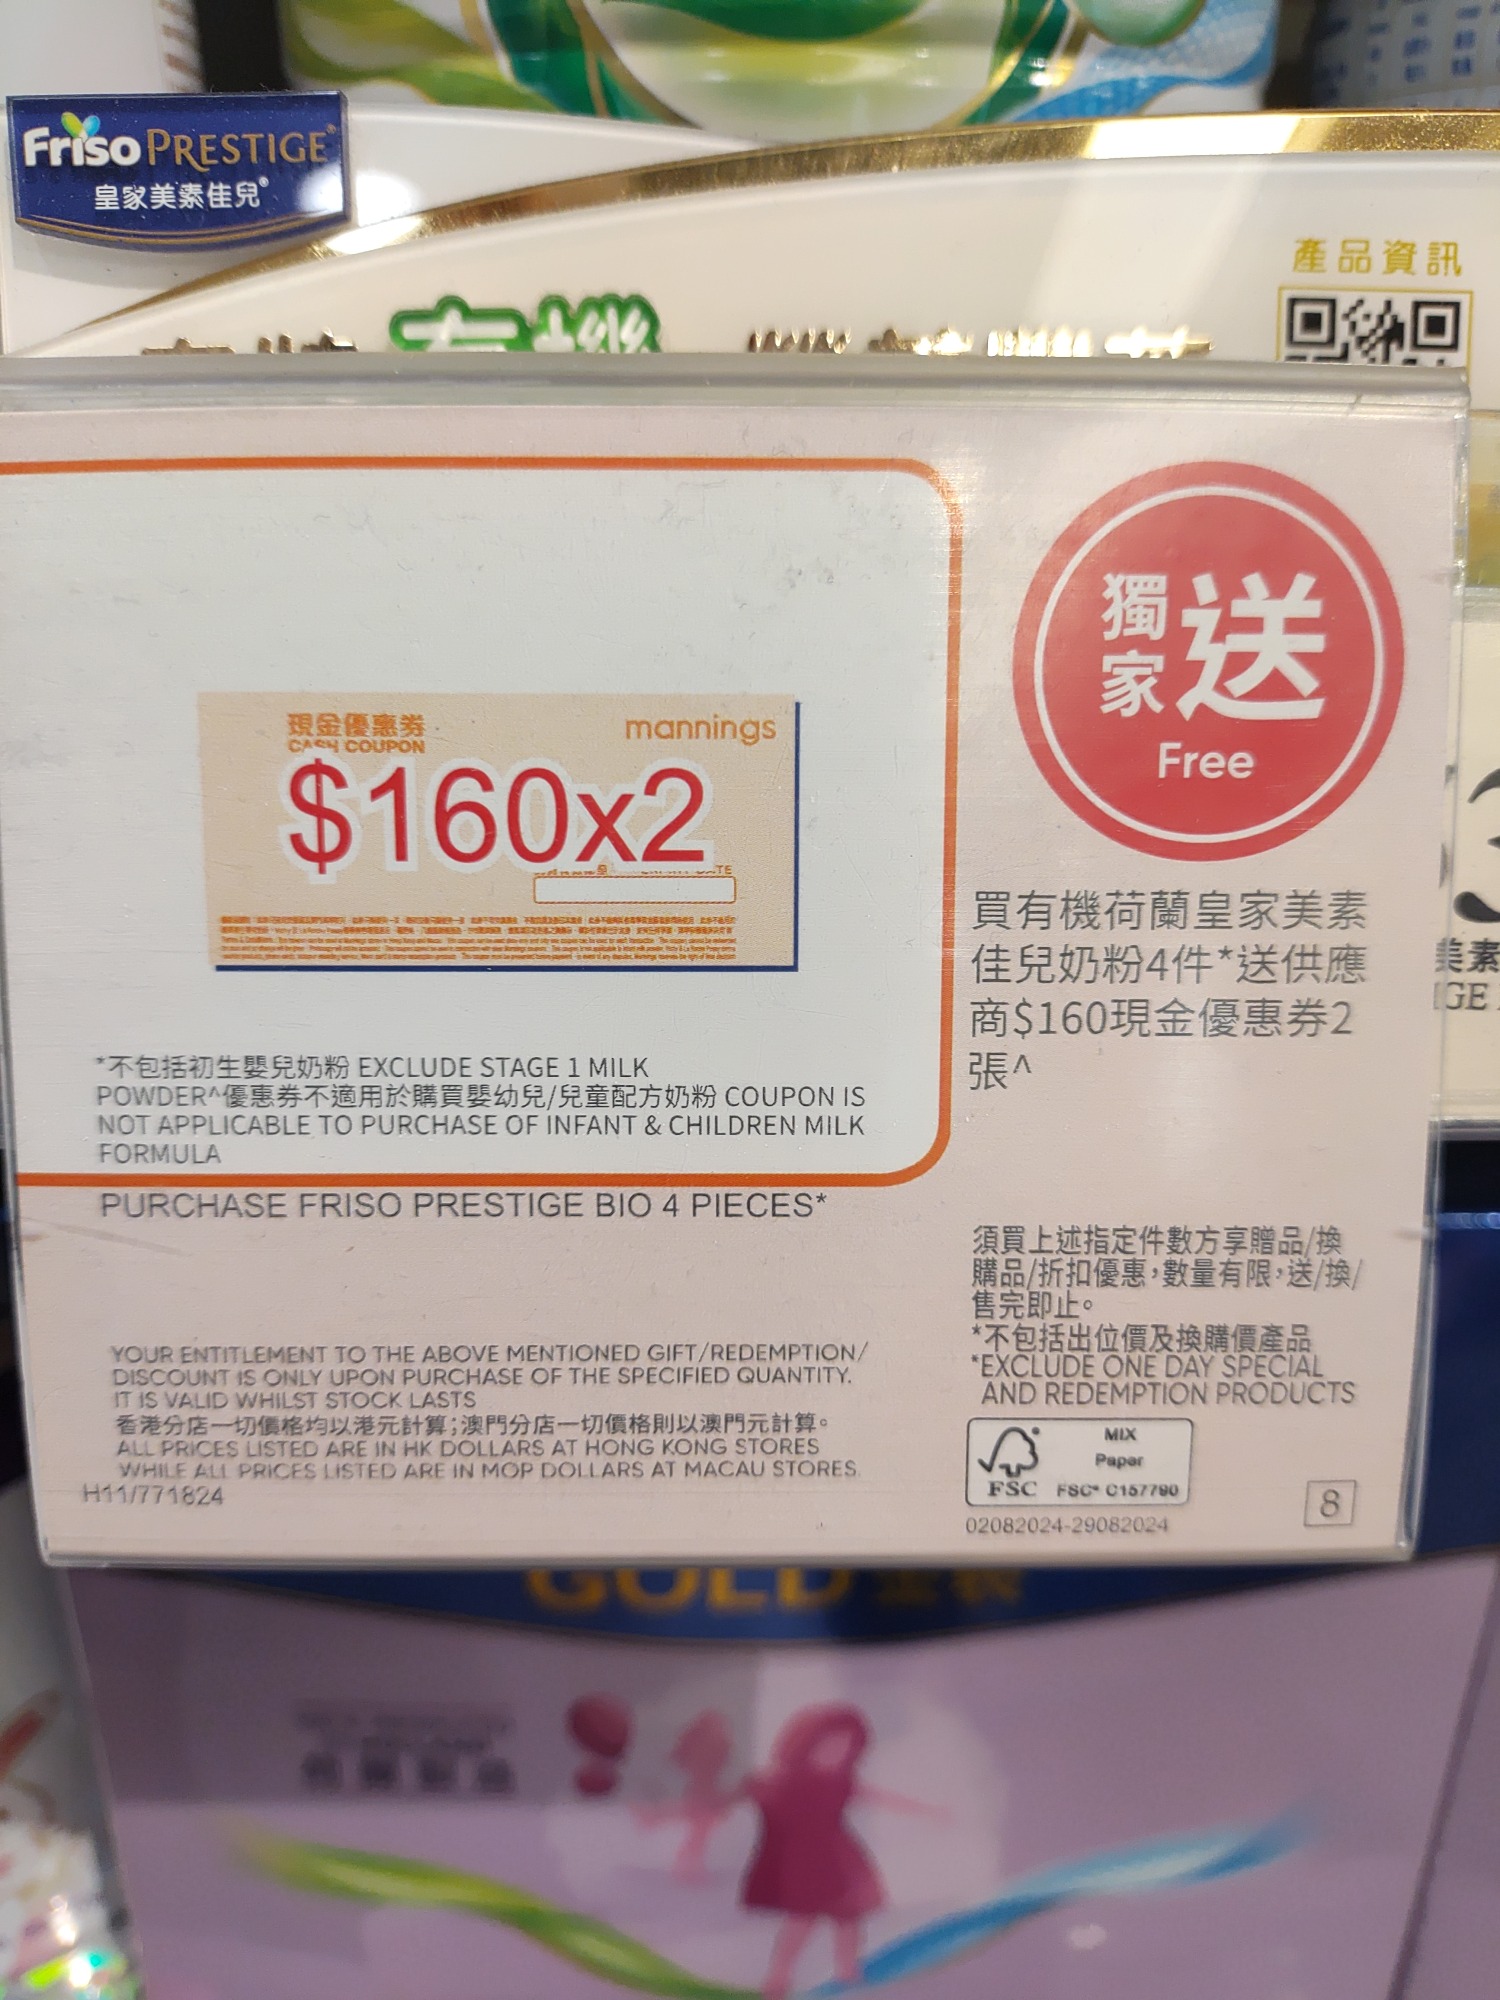 Friso PRESTIGE®
皇家美素佳兒®
產品資訊
有機
現金優惠券
CASH COUPON
mannings
$160x2
獨家
送
Free
買有機荷蘭皇家美素
佳兒奶粉4件*送供應
商$160現金優惠券2
張^
*不包括初生嬰兒奶粉 EXCLUDE STAGE 1 MILK
POWDER^優惠券不適用於購買嬰幼兒/兒童配方奶粉 COUPON IS
NOT APPLICABLE TO PURCHASE OF INFANT & CHILDREN MILK
FORMULA
PURCHASE FRISO PRESTIGE BIO 4 PIECES*
須買上述指定件數方享贈品/換
購品/折扣優惠，數量有限，送/換/
售完即止。
*不包括出位價及換購價產品
*EXCLUDE ONE DAY SPECIAL
AND REDEMPTION PRODUCTS
YOUR ENTITLEMENT TO THE ABOVE MENTIONED GIFT/REDEMPTION/
DISCOUNT IS ONLY UPON PURCHASE OF THE SPECIFIED QUANTITY.
IT IS VALID WHILST STOCK LASTS
香港分店一切價格均以港元計算；澳門分店一切價格則以澳門元計算。
ALL PRICES LISTED ARE IN HK DOLLARS AT HONG KONG STORES
WHILE ALL PRICES LISTED ARE IN MOP DOLLARS AT MACAU STORES.
H11/771824
FSC
MIX
Paper
FSC® C157790
02082024-29082024
8
美素
GOLD